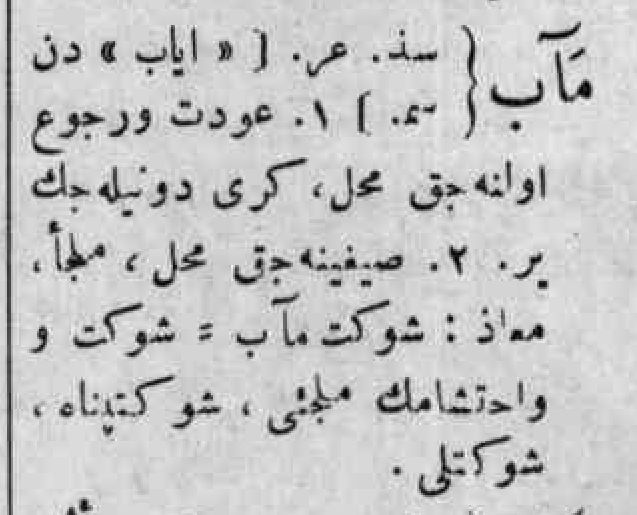 مَآب { سذ. عر. [ « اياب » دن
سم. ] ١. عودت ورجوع
اولنه جق محل، كرى دونيله جك
ير. ٢. صيغينه جق محل، ملجأ،
معاذ : شوكت مآب = شوكت و
واحتشامك ملجئى، شوكتپناه،
شوكتلى.